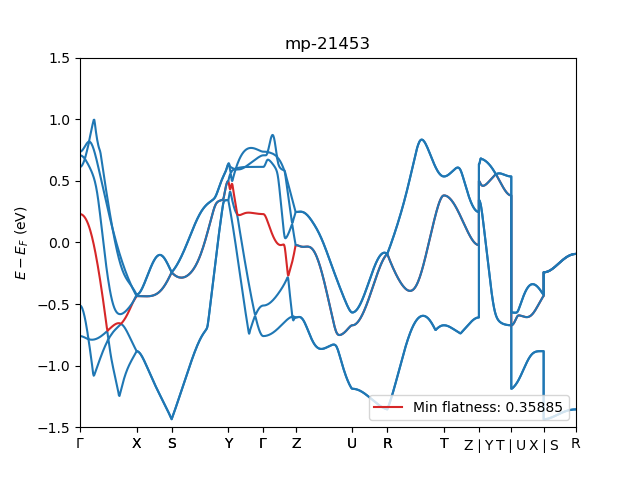 mp-21453
E − E_F (eV)
1.5
1.0
0.5
0.0
−0.5
−1.0
−1.5
Min flatness: 0.35885
Γ X S Y Γ Z U R T Z | Y T | U X | S R